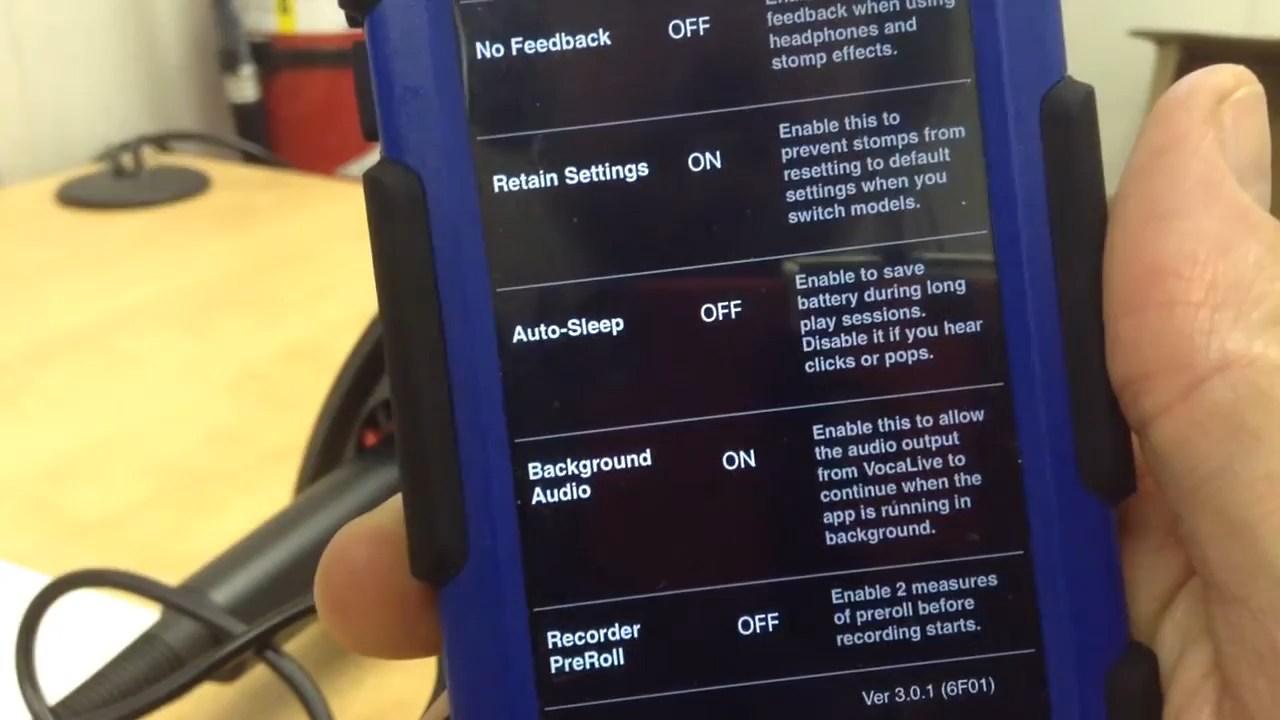 feedback when using
No Feedback OFF headphones and
stomp effects.
Enable this to
prevent stomps from
Retain Settings ON resetting to default
settings when you
switch models.
Enable to save
battery during long
Auto-Sleep OFF play sessions.
Disable it if you hear
clicks or pops.
Enable this to allow
the audio output
Background ON from VocaLive to
Audio continue when the
app is running in
background.
Enable 2 measures
Recorder OFF of preroll before
PreRoll recording starts.
Ver 3.0.1 (6F01)